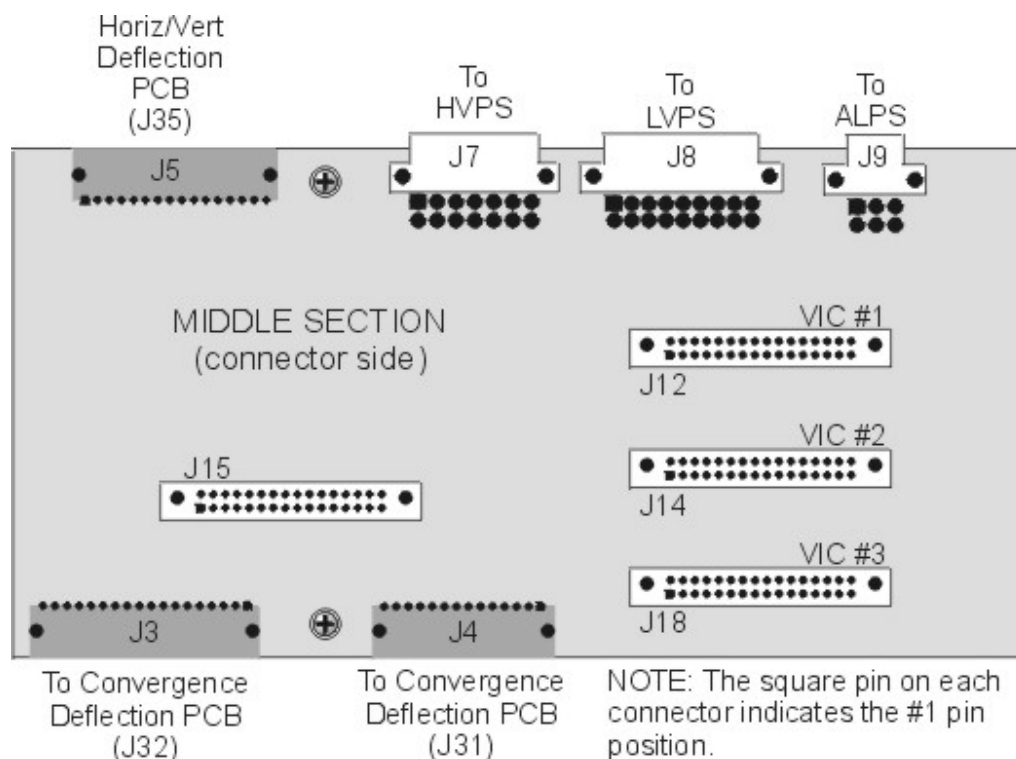 Horiz/Vert
Deflection
PCB
(J35)
To
HVPS
To
LVPS
To
ALPS
J5
J7
J8
J9
MIDDLE SECTION
(connector side)
VIC #1
J12
VIC #2
J14
J15
VIC #3
J18
J3
J4
To Convergence
Deflection PCB
(J32)
To Convergence
Deflection PCB
(J31)
NOTE: The square pin on each
connector indicates the #1 pin
position.